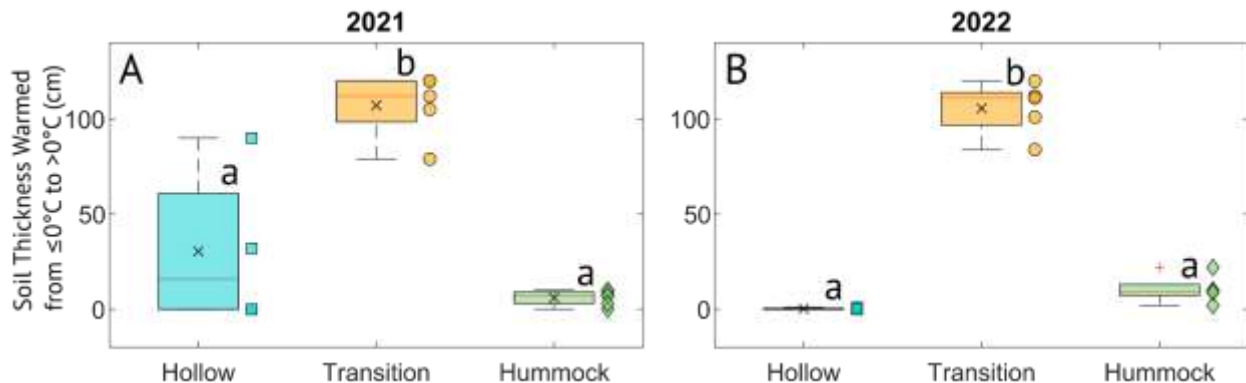 2021
2022
A
B
Soil Thickness Warmed
from ≤0°C to >0°C (cm)
100
50
0
a
b
a
100
50
0
a
b
a
Hollow
Transition
Hummock
Hollow
Transition
Hummock